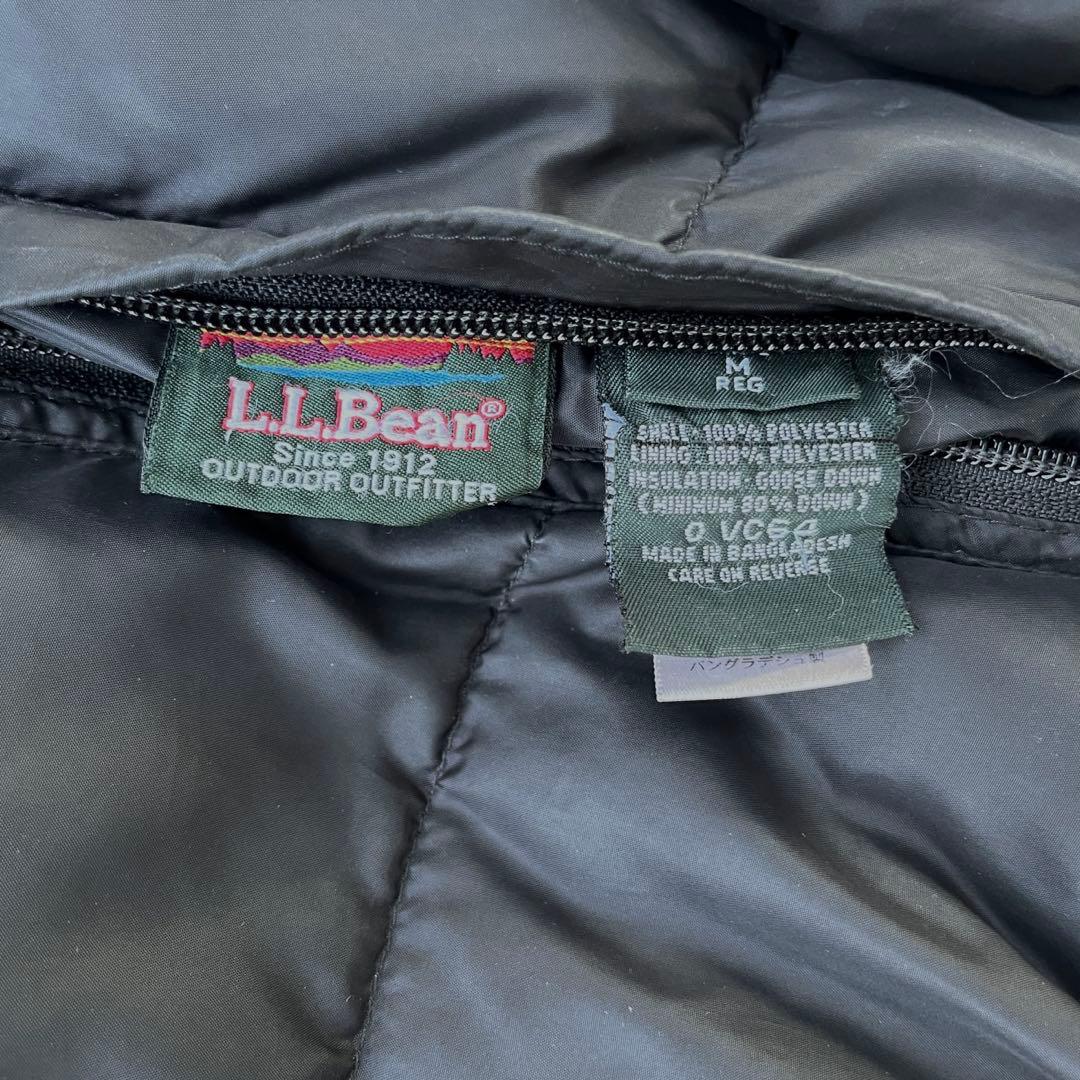 L.L.Bean®
Since 1912
OUTDOOR OUTFITTER
M
REG
SHELL: 100% POLYESTER
LINING: 100% POLYESTER
INSULATION: GOOSE DOWN
(MINIMUM 80% DOWN)
0 VC64
MADE IN BANGLADESH
CARE ON REVERSE
バングラデシュ製